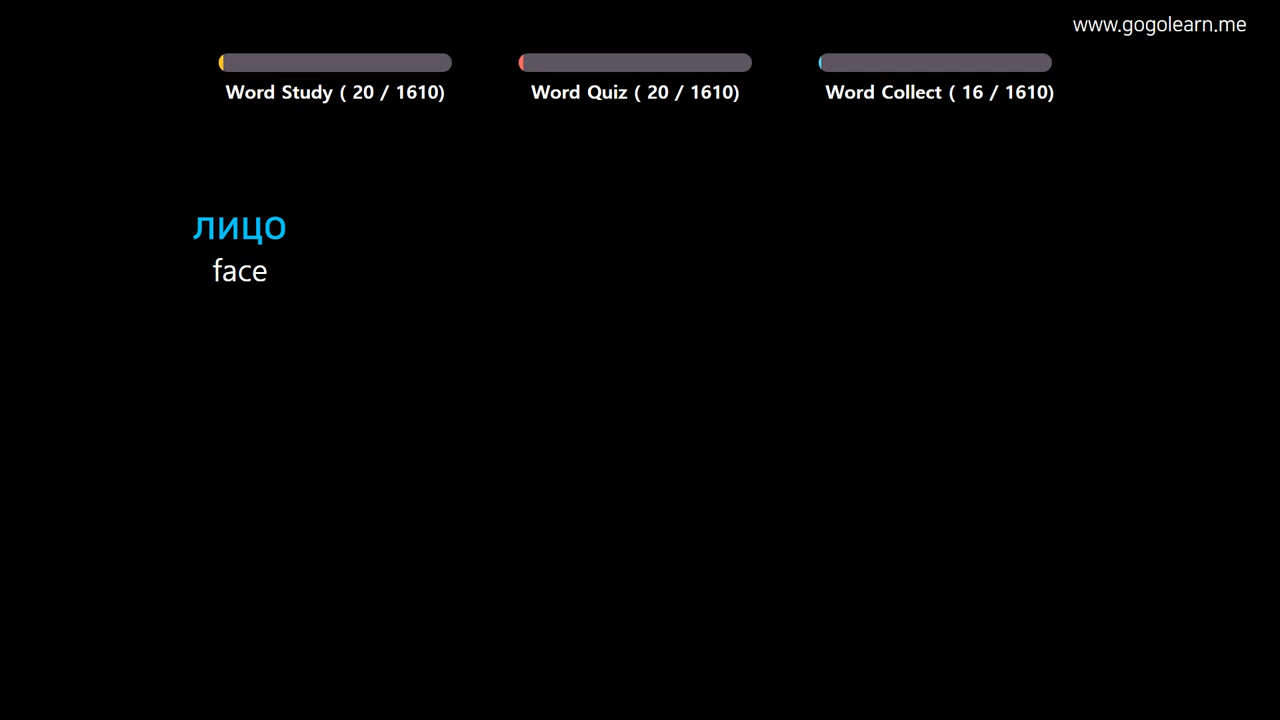 www.gogolearn.me
Word Study ( 20 / 1610)
Word Quiz ( 20 / 1610)
Word Collect ( 16 / 1610)
лицо
face